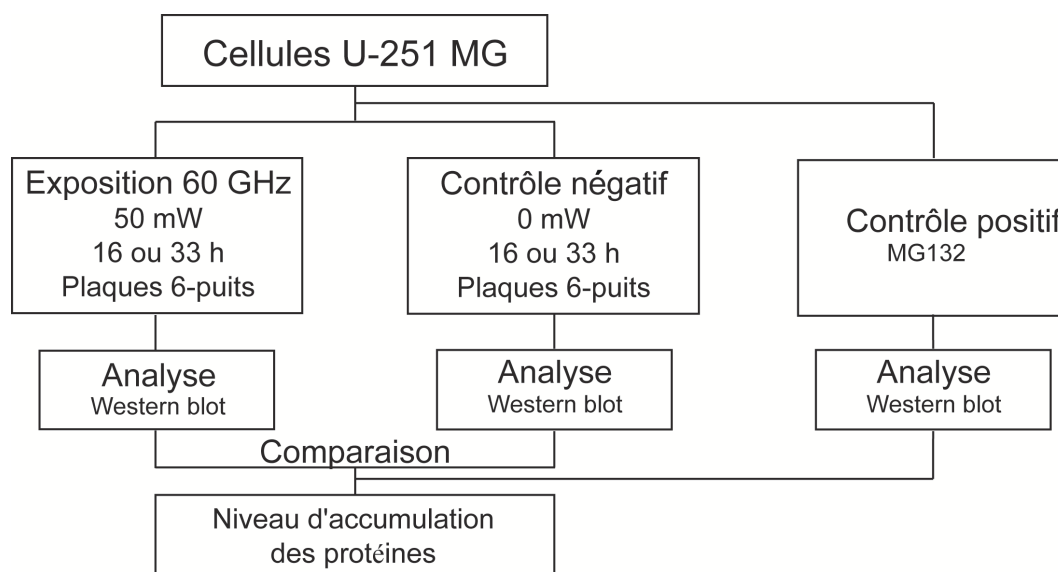 Cellules U-251 MG
Exposition 60 GHz
50 mW
16 ou 33 h
Plaques 6-puits
Contrôle négatif
0 mW
16 ou 33 h
Plaques 6-puits
Contrôle positif
MG132
Analyse
Western blot
Analyse
Western blot
Analyse
Western blot
Comparaison
Niveau d'accumulation
des protéines